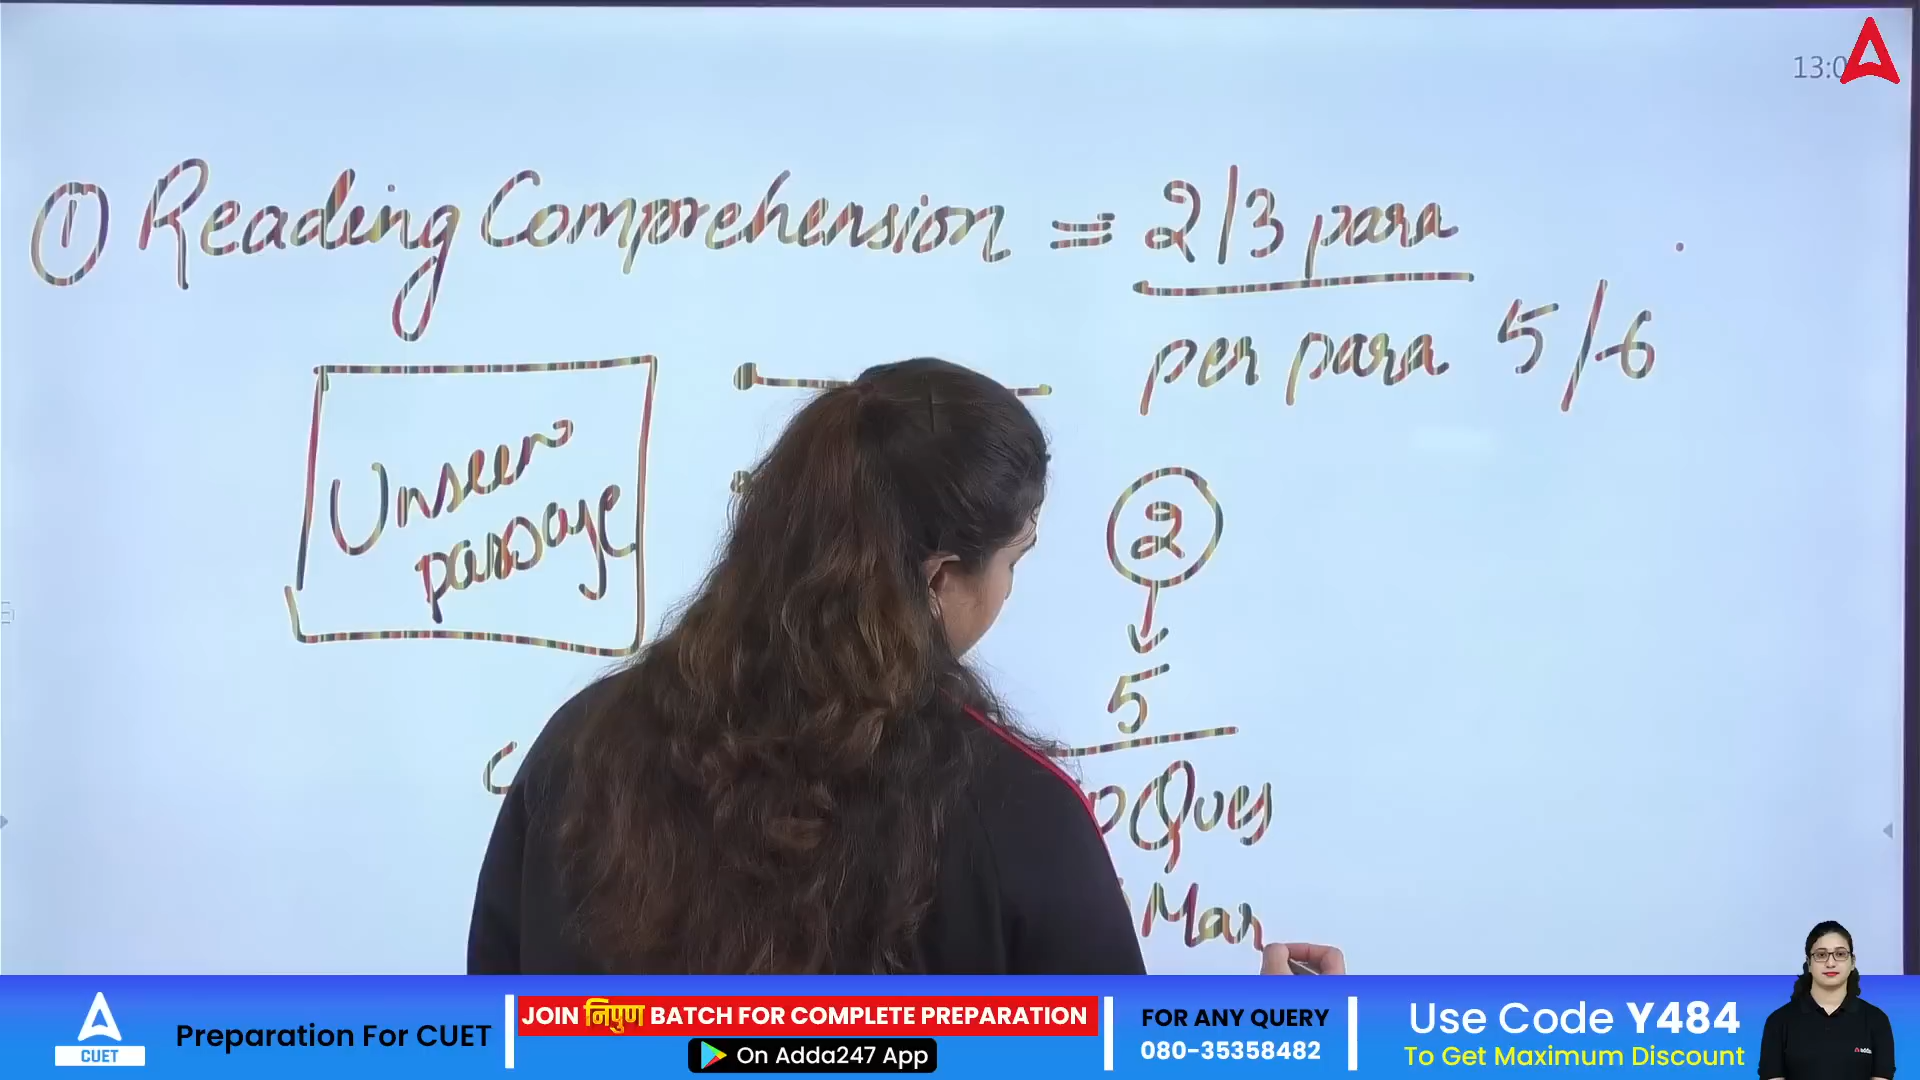 13:0
① Reading Comprehension = 2/3 para
per para 5/6
Unseen
passage
2
5
Ques
Mar
CUET
Preparation For CUET
JOIN निपुण BATCH FOR COMPLETE PREPARATION
On Adda247 App
FOR ANY QUERY
080-35358482
Use Code Y484
To Get Maximum Discount